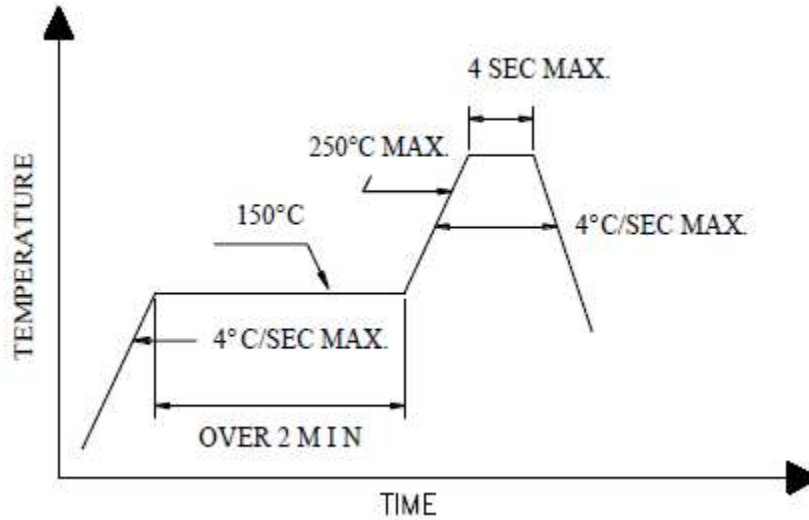 4 SEC MAX.
250°C MAX.
150°C
4°C/SEC MAX.
4° C/SEC MAX.
OVER 2 M I N
TEMPERATURE
TIME